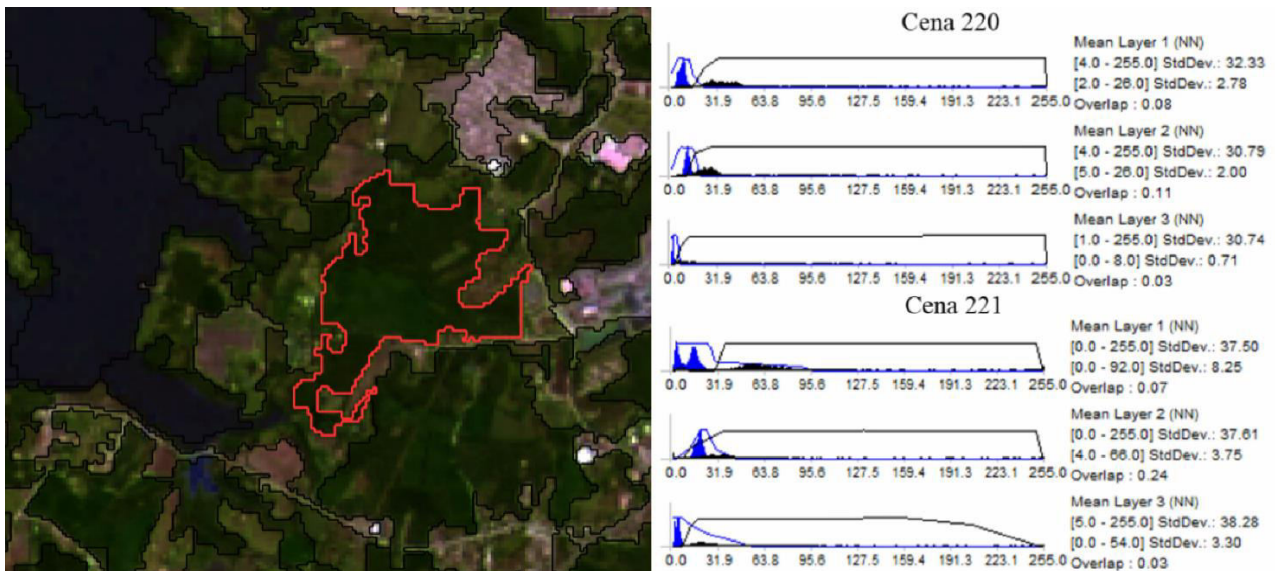 Cena 220
Mean Layer 1 (NN)
[4.0 - 255.0] StdDev.: 32.33
[2.0 - 26.0] StdDev.: 2.78
Overlap : 0.08
0.0 31.9 63.8 95.6 127.5 159.4 191.3 223.1 255.0
Mean Layer 2 (NN)
[4.0 - 255.0] StdDev.: 30.79
[5.0 - 26.0] StdDev.: 2.00
Overlap : 0.11
0.0 31.9 63.8 95.6 127.5 159.4 191.3 223.1 255.0
Mean Layer 3 (NN)
[1.0 - 255.0] StdDev.: 30.74
[0.0 - 8.0] StdDev.: 0.71
Overlap : 0.03
0.0 31.9 63.8 95.6 127.5 159.4 191.3 223.1 255.0
Cena 221
Mean Layer 1 (NN)
[0.0 - 255.0] StdDev.: 37.50
[0.0 - 92.0] StdDev.: 8.25
Overlap : 0.07
0.0 31.9 63.8 95.6 127.5 159.4 191.3 223.1 255.0
Mean Layer 2 (NN)
[0.0 - 255.0] StdDev.: 37.61
[4.0 - 66.0] StdDev.: 3.75
Overlap : 0.24
0.0 31.9 63.8 95.6 127.5 159.4 191.3 223.1 255.0
Mean Layer 3 (NN)
[5.0 - 255.0] StdDev.: 38.28
[0.0 - 54.0] StdDev.: 3.30
Overlap : 0.03
0.0 31.9 63.8 95.6 127.5 159.4 191.3 223.1 255.0